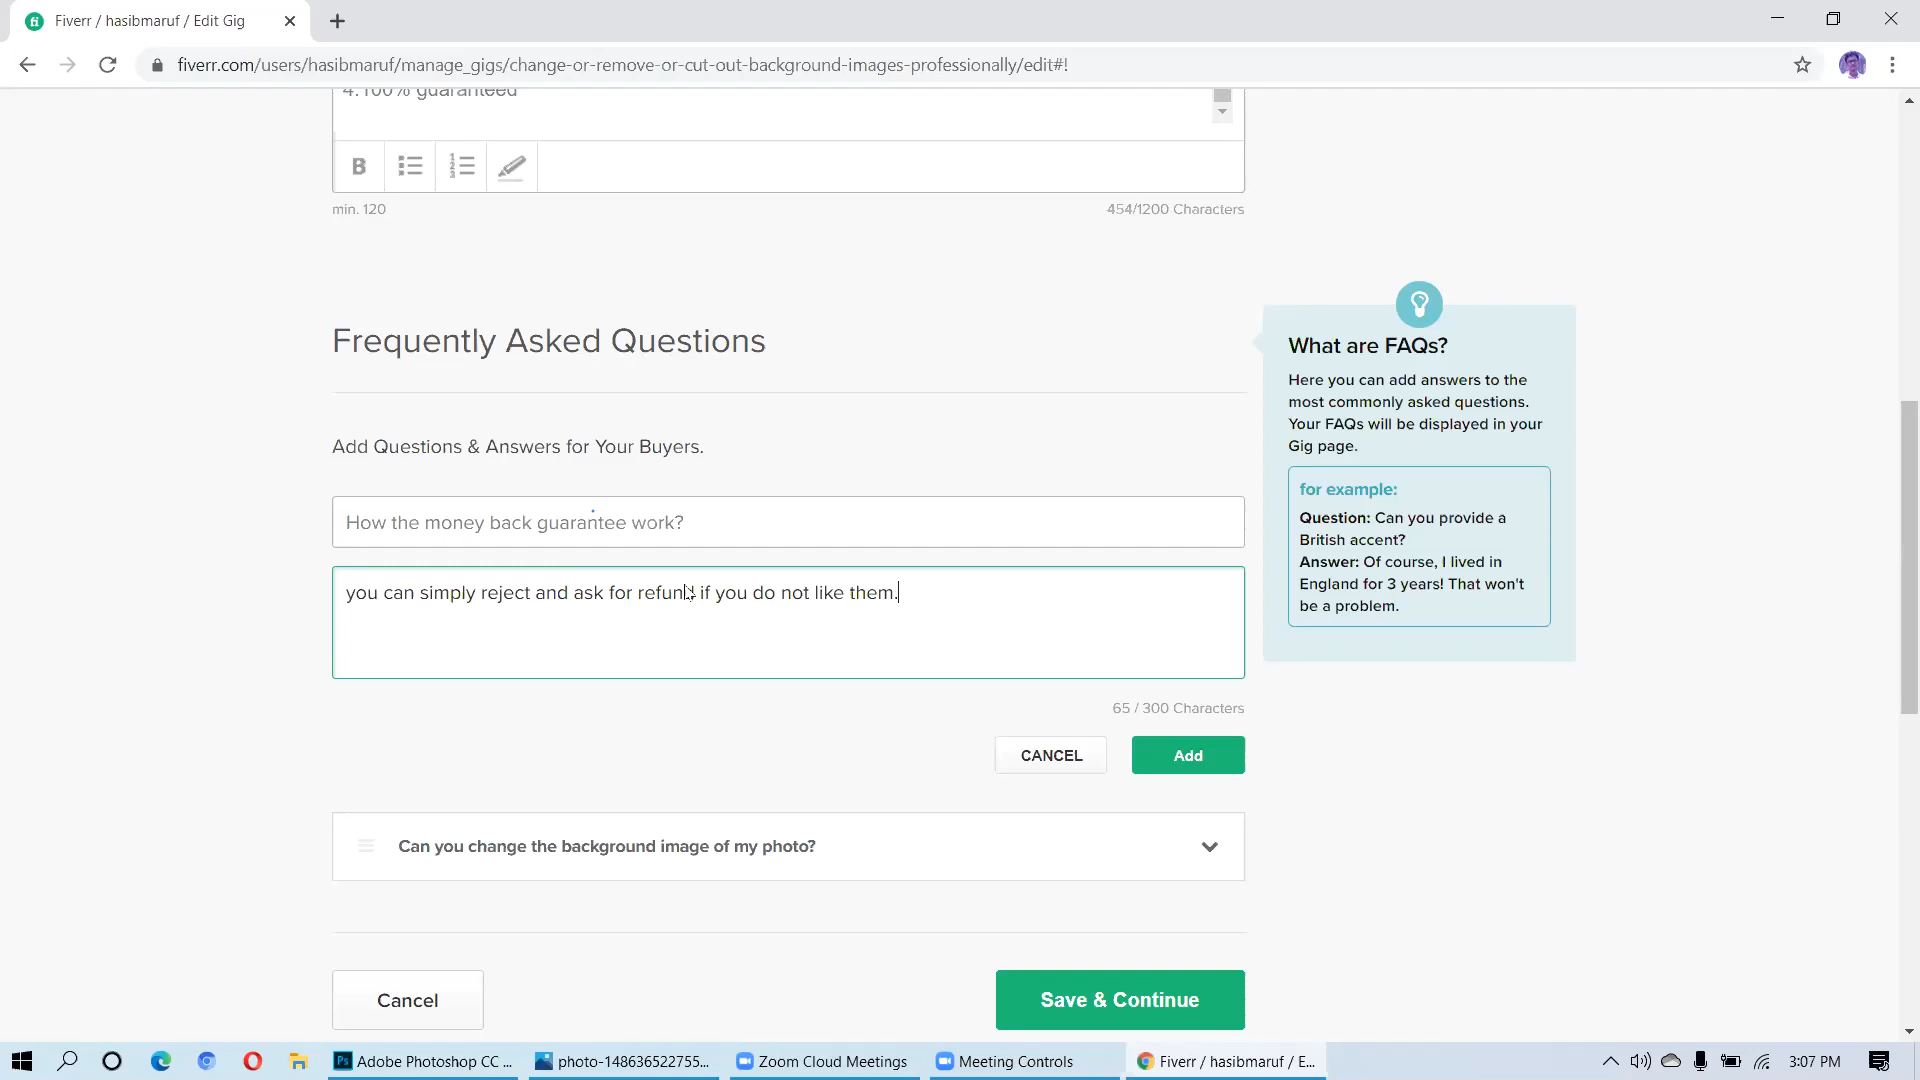 Fiverr / hasibmaruf / Edit Gig
fiverr.com/users/hasibmaruf/manage_gigs/change-or-remove-or-cut-out-background-images-professionally/edit#!
4.100% guaranteed
B
min. 120
454/1200 Characters
Frequently Asked Questions
Add Questions & Answers for Your Buyers.
How the money back guarantee work?
you can simply reject and ask for refund if you do not like them.
65 / 300 Characters
CANCEL
Add
Can you change the background image of my photo?
Cancel
Save & Continue
What are FAQs?
Here you can add answers to the
most commonly asked questions.
Your FAQs will be displayed in your
Gig page.
for example:
Question: Can you provide a
British accent?
Answer: Of course, I lived in
England for 3 years! That won't
be a problem.
Adobe Photoshop CC ...
photo-148636522755...
Zoom Cloud Meetings
Meeting Controls
Fiverr / hasibmaruf / E...
3:07 PM